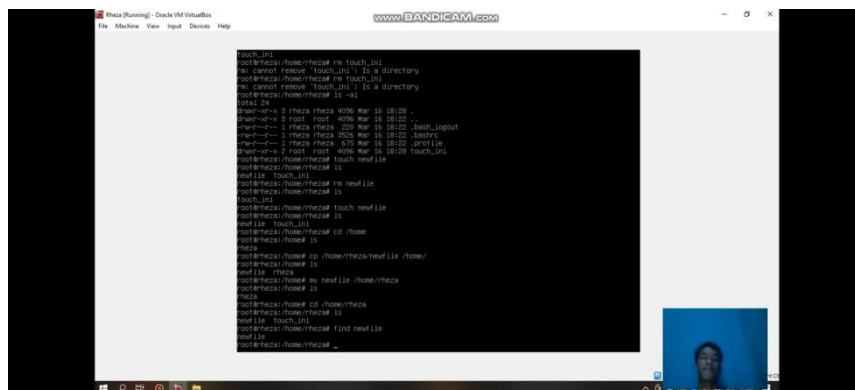 Rheza [Running] - Oracle VM VirtualBox
www.BANDICAM.com
File Machine View Input Devices Help
touch_ini
root@rheza:/home/rheza# rm touch_ini
rm: cannot remove 'touch_ini': Is a directory
root@rheza:/home/rheza# rm touch_ini
rm: cannot remove 'touch_ini': Is a directory
root@rheza:/home/rheza# ls -al
total 24
drwxr-xr-x 3 rheza rheza 4096 Mar 16 18:28 .
drwxr-xr-x 3 root root 4096 Mar 16 18:22 ..
-rw-r--r-- 1 rheza rheza 220 Mar 16 18:22 .bash_logout
-rw-r--r-- 1 rheza rheza 3526 Mar 16 18:22 .bashrc
-rw-r--r-- 1 rheza rheza 675 Mar 16 18:22 .profile
drwxr-xr-x 2 root root 4096 Mar 16 18:28 touch_ini
root@rheza:/home/rheza# touch newfile
root@rheza:/home/rheza# ls
newfile touch_ini
root@rheza:/home/rheza# rm newfile
root@rheza:/home/rheza# ls
touch_ini
root@rheza:/home/rheza# touch newfile
root@rheza:/home/rheza# ls
newfile touch_ini
root@rheza:/home/rheza# cd /home
root@rheza:/home# ls
rheza
root@rheza:/home# cp /home/rheza/newfile /home/
root@rheza:/home# ls
newfile rheza
root@rheza:/home# mv newfile /home/rheza
root@rheza:/home# ls
rheza
root@rheza:/home# cd /home/rheza
root@rheza:/home/rheza# ls
newfile touch_ini
root@rheza:/home/rheza# find newfile
newfile
root@rheza:/home/rheza# _